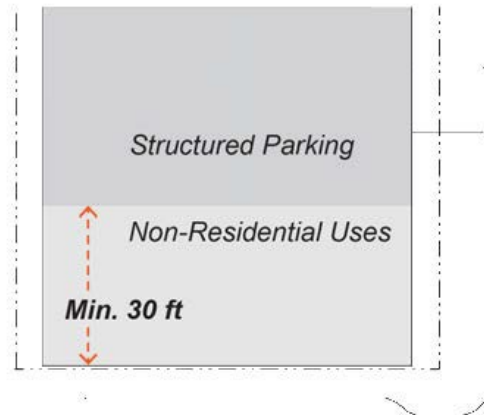 Structured Parking
Non-Residential Uses
Min. 30 ft